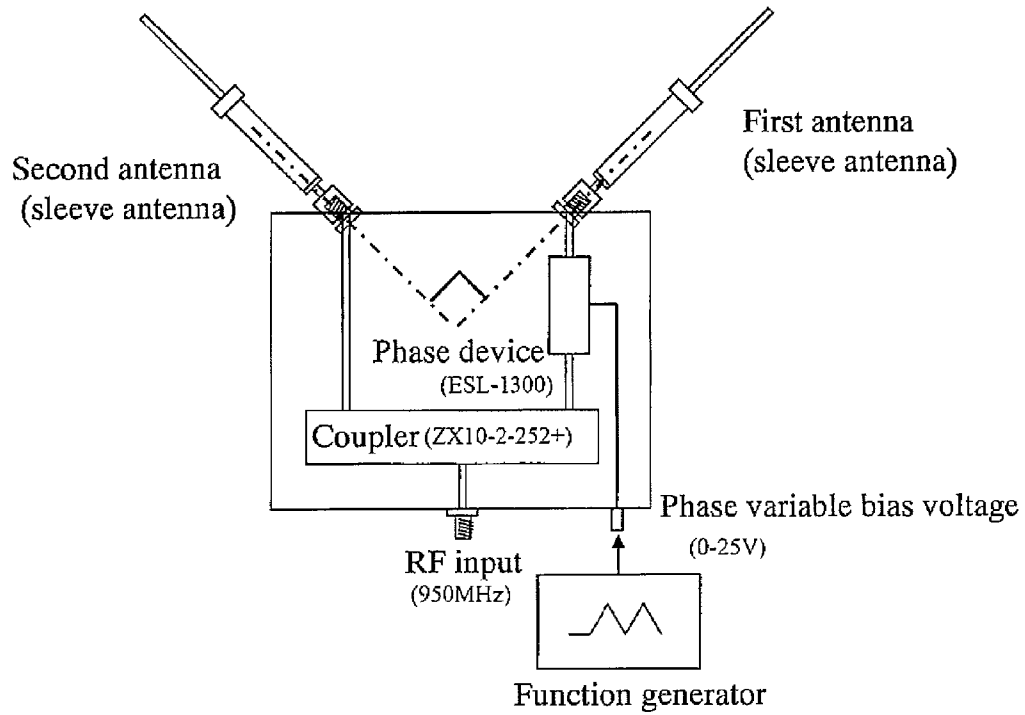 First antenna
(sleeve antenna)
Second antenna
(sleeve antenna)
Phase device
(ESL-1300)
Coupler (ZX10-2-252+)
Phase variable bias voltage
(0-25V)
RF input
(950MHz)
Function generator